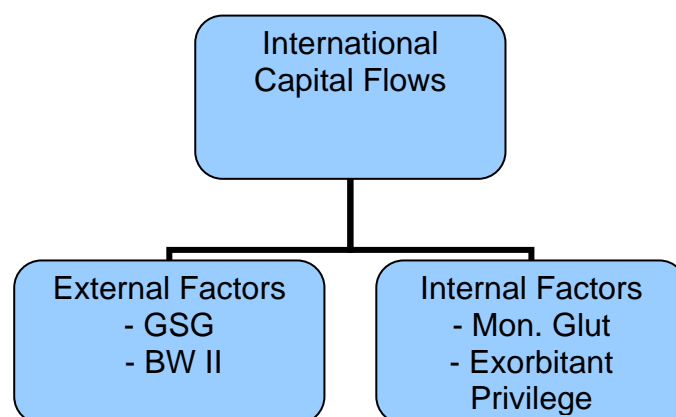 International
Capital Flows
External Factors
- GSG
- BW II
Internal Factors
- Mon. Glut
- Exorbitant
Privilege